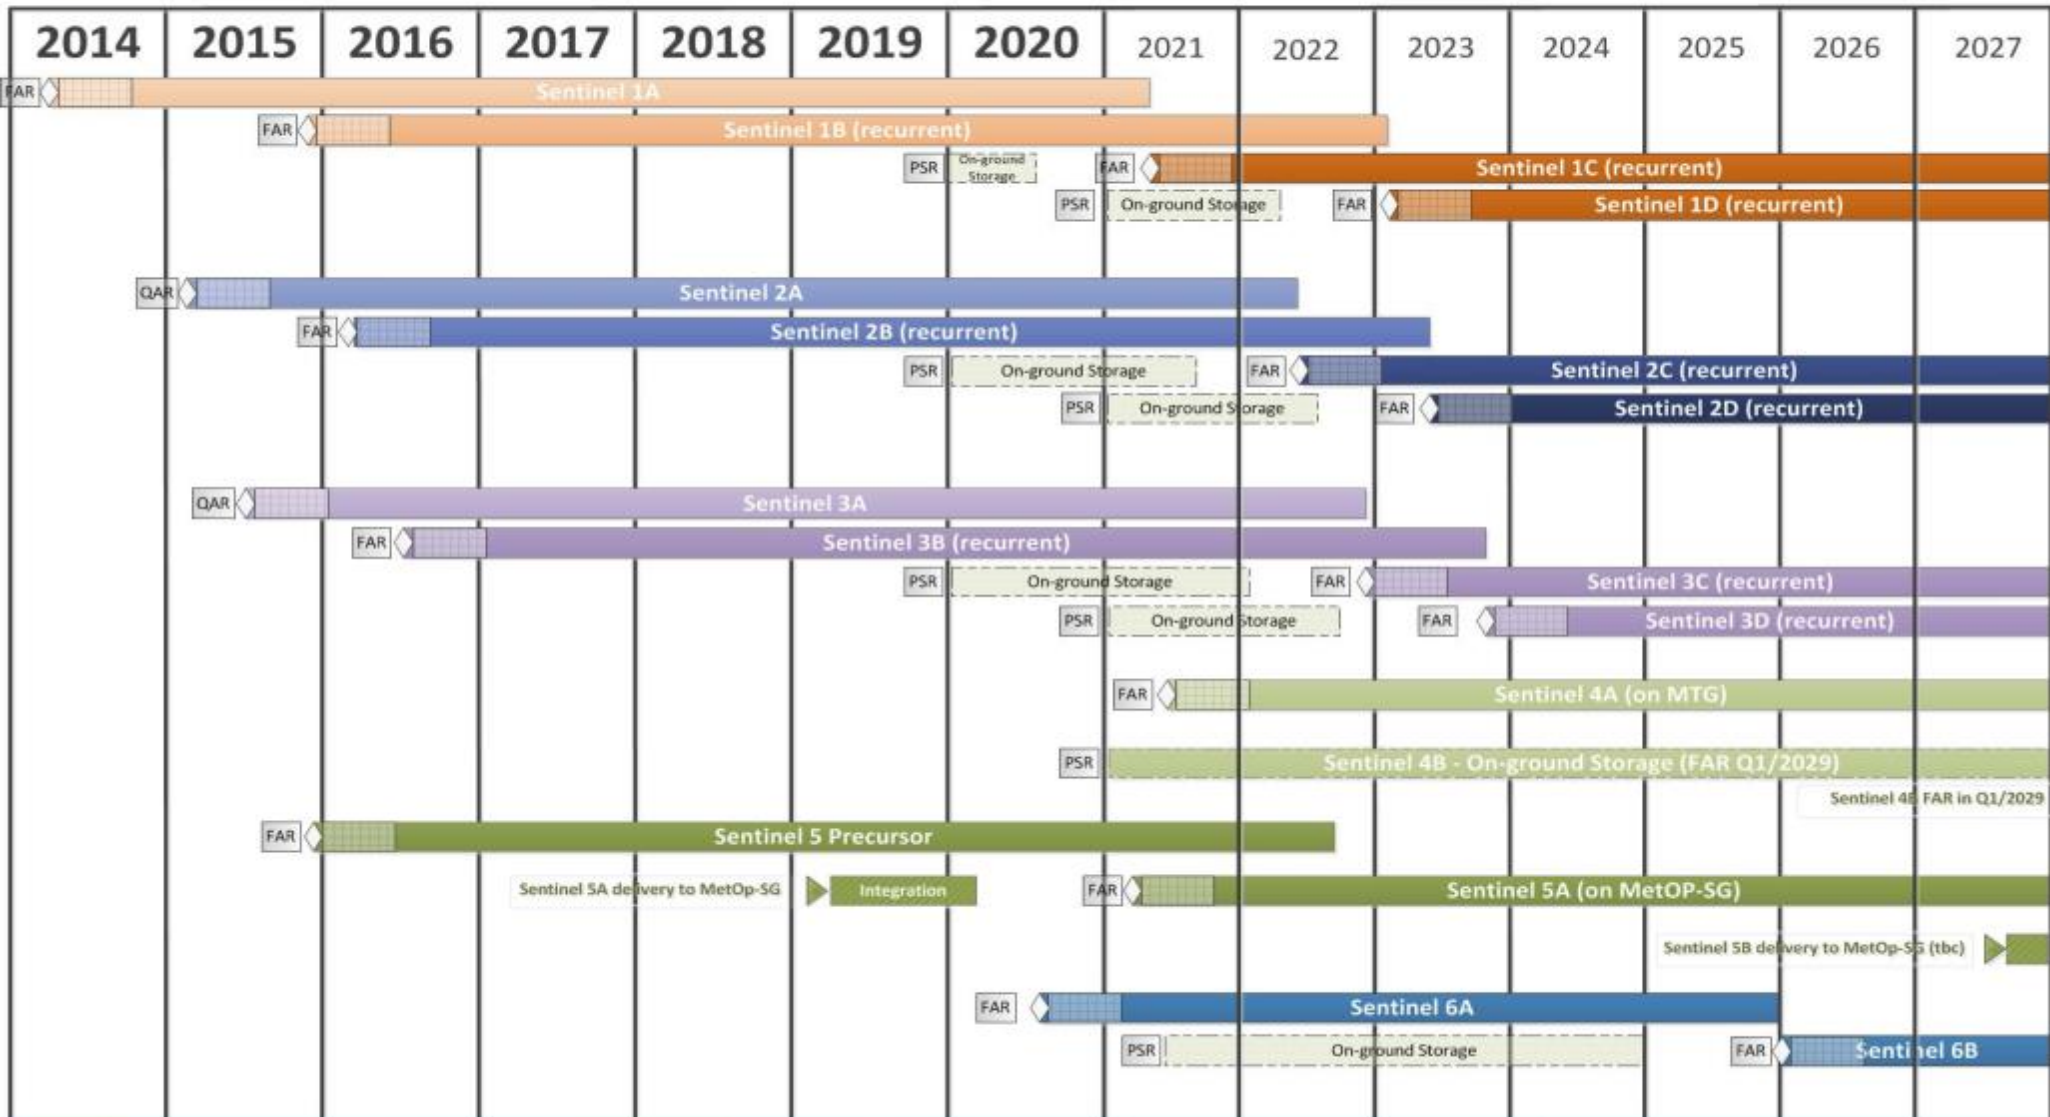 2014 2015 2016 2017 2018 2019 2020 2021 2022 2023 2024 2025 2026 2027
FAR Sentinel 1A
FAR Sentinel 1B (recurrent)
PSR On-ground Storage FAR Sentinel 1C (recurrent)
PSR On-ground Storage FAR Sentinel 1D (recurrent)
QAR Sentinel 2A
FAR Sentinel 2B (recurrent)
PSR On-ground Storage FAR Sentinel 2C (recurrent)
PSR On-ground Storage FAR Sentinel 2D (recurrent)
QAR Sentinel 3A
FAR Sentinel 3B (recurrent)
PSR On-ground Storage FAR Sentinel 3C (recurrent)
PSR On-ground Storage FAR Sentinel 3D (recurrent)
FAR Sentinel 4A (on MTG)
PSR Sentinel 4B - On-ground Storage (FAR Q1/2029)
Sentinel 4B FAR in Q1/2029
FAR Sentinel 5 Precursor
Sentinel 5A delivery to MetOp-SG Integration FAR Sentinel 5A (on MetOP-SG)
Sentinel 5B delivery to MetOp-SG (tbc)
FAR Sentinel 6A
PSR On-ground Storage FAR Sentinel 6B